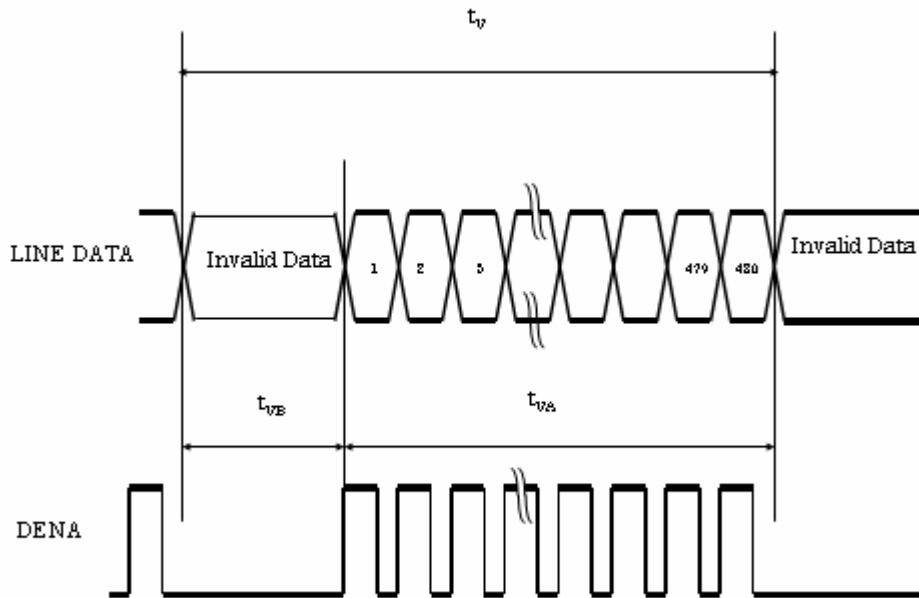 tV
LINE DATA
Invalid Data
1 2 3 479 480
Invalid Data
tVB
tVA
DENA